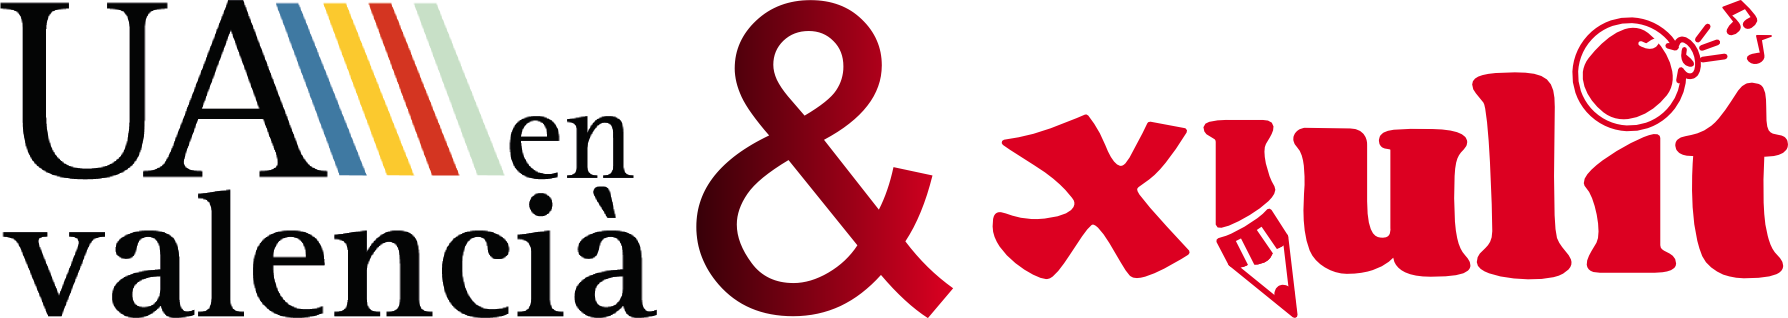 UA en
valencià
& xiulit